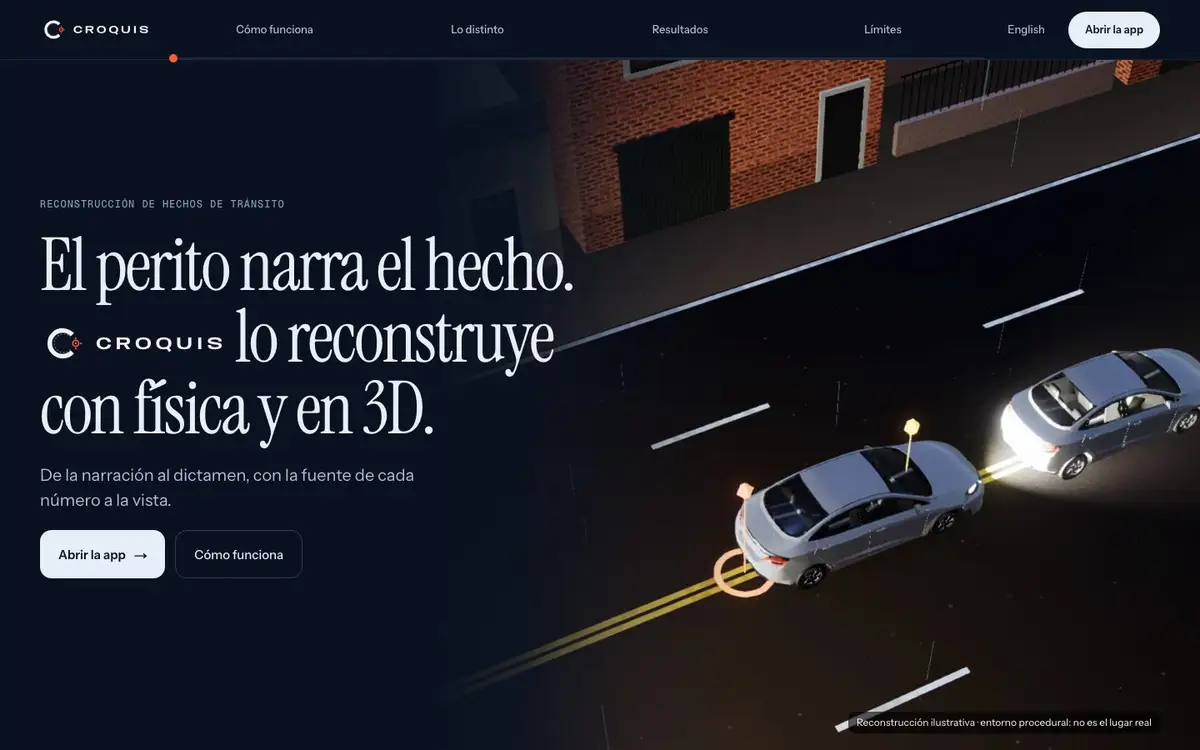 CROQUIS
Cómo funciona
Lo distinto
Resultados
Límites
English
Abrir la app
RECONSTRUCCIÓN DE HECHOS DE TRÁNSITO
El perito narra el hecho.
CROQUIS lo reconstruye
con física y en 3D.
De la narración al dictamen, con la fuente de cada
número a la vista.
Abrir la app →
Cómo funciona
Reconstrucción ilustrativa · entorno procedural: no es el lugar real